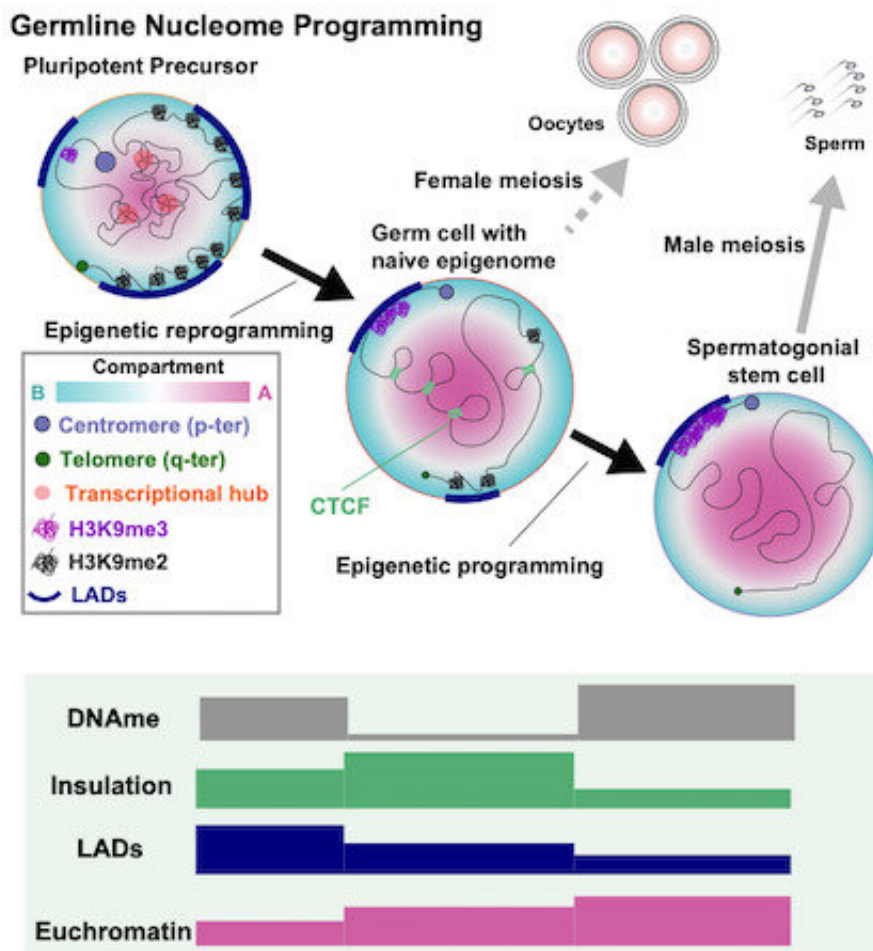 Germline Nucleome Programming
Pluripotent Precursor
Oocytes
Sperm
Female meiosis
Germ cell with
naive epigenome
Male meiosis
Epigenetic reprogramming
Spermatogonial
stem cell
Compartment
B A
Centromere (p-ter)
Telomere (q-ter)
Transcriptional hub
H3K9me3
H3K9me2
LADs
CTCF
Epigenetic programming
DNAme
Insulation
LADs
Euchromatin